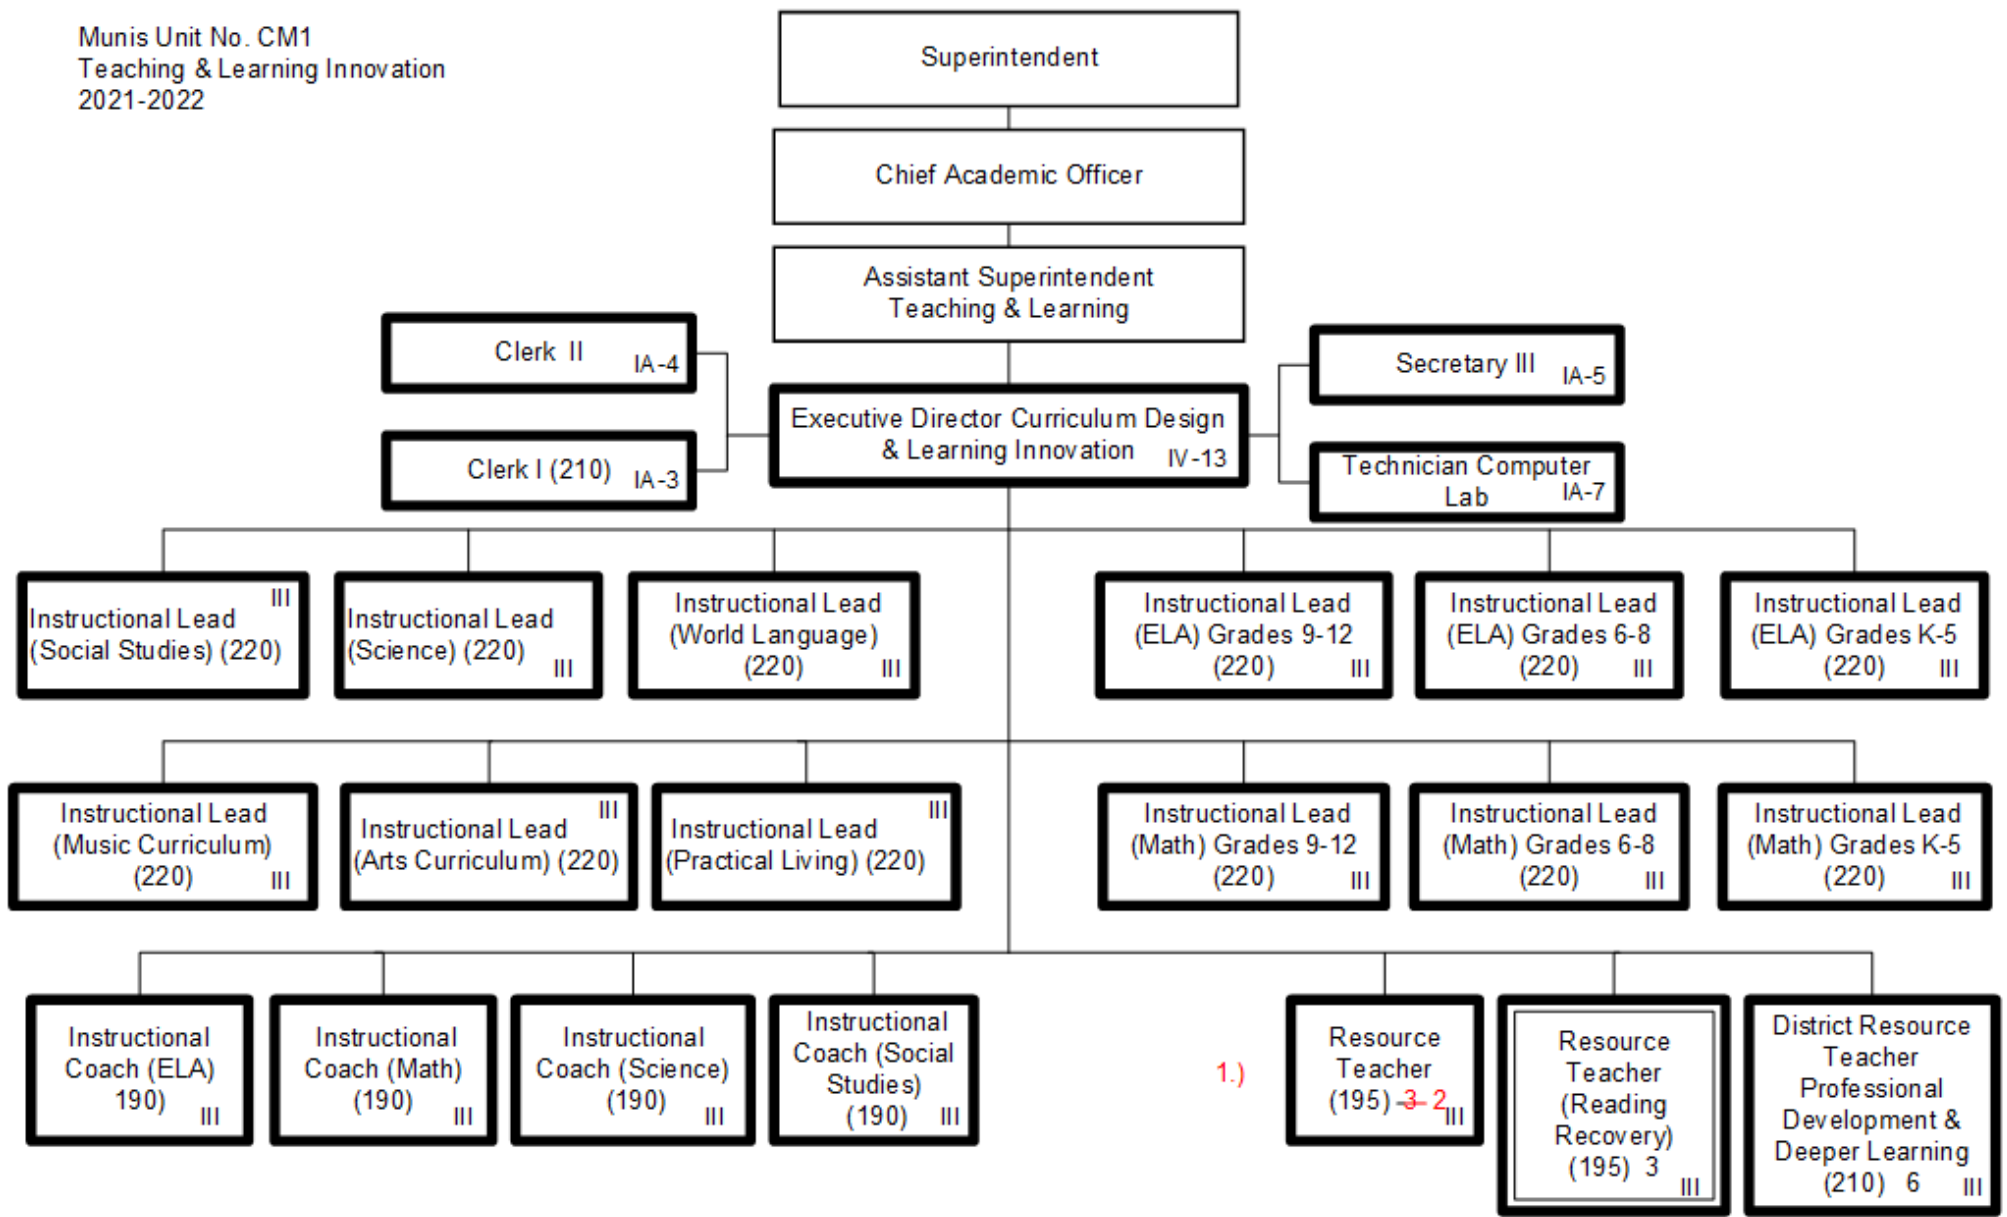 Munis Unit No. CM1
Teaching & Learning Innovation
2021-2022
Superintendent
Chief Academic Officer
Assistant Superintendent
Teaching & Learning
Clerk II
IA-4
Secretary III
IA-5
Executive Director Curriculum Design
& Learning Innovation
IV-13
Clerk I (210)
IA-3
Technician Computer
Lab
IA-7
III
Instructional Lead
(Social Studies) (220)
Instructional Lead
(Science) (220)
III
Instructional Lead
(World Language)
(220)
III
Instructional Lead
(ELA) Grades 9-12
(220)
III
Instructional Lead
(ELA) Grades 6-8
(220)
III
Instructional Lead
(ELA) Grades K-5
(220)
III
Instructional Lead
(Music Curriculum)
(220)
III
III
Instructional Lead
(Arts Curriculum) (220)
III
Instructional Lead
(Practical Living) (220)
Instructional Lead
(Math) Grades 9-12
(220)
III
Instructional Lead
(Math) Grades 6-8
(220)
III
Instructional Lead
(Math) Grades K-5
(220)
III
Instructional
Coach (ELA)
190)
III
Instructional
Coach (Math)
(190)
III
Instructional
Coach (Science)
(190)
III
Instructional
Coach (Social
Studies)
(190)
III
1.)
Resource
Teacher
(195) 3 2
III
Resource
Teacher
(Reading
Recovery)
(195) 3
III
District Resource
Teacher
Professional
Development &
Deeper Learning
(210) 6
III